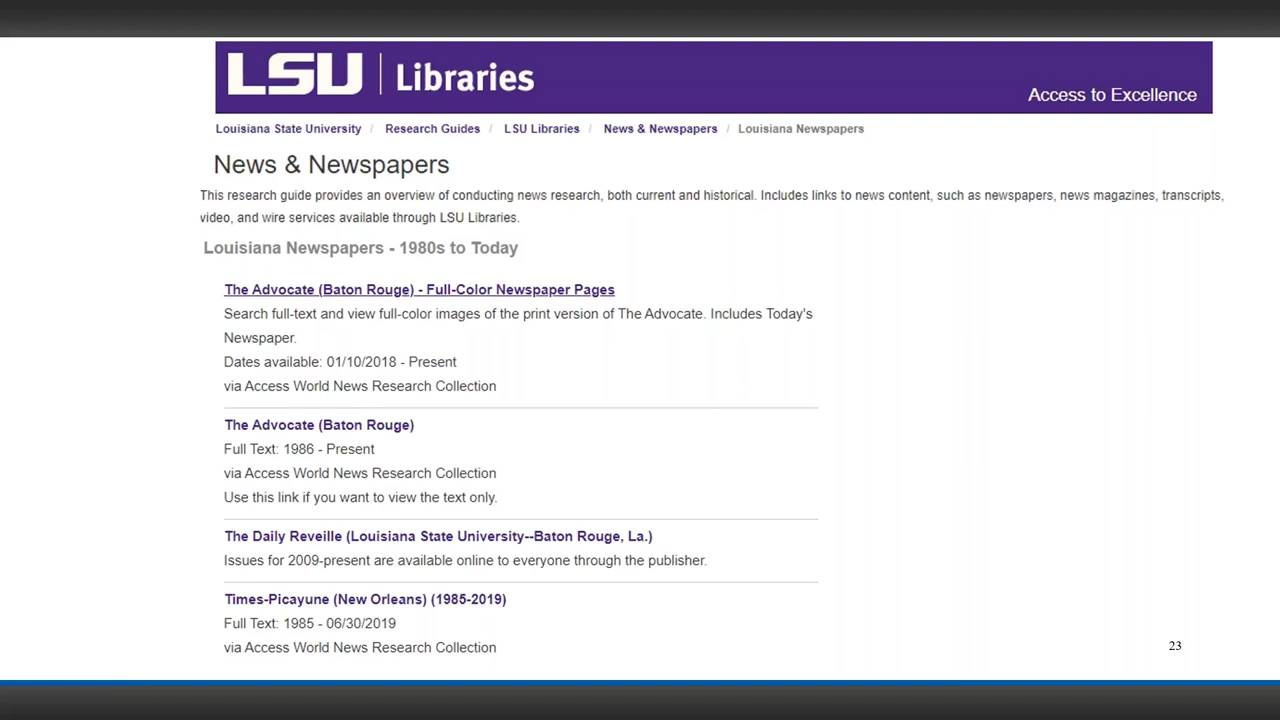 LSU | Libraries
Access to Excellence
Louisiana State University / Research Guides / LSU Libraries / News & Newspapers / Louisiana Newspapers
News & Newspapers
This research guide provides an overview of conducting news research, both current and historical. Includes links to news content, such as newspapers, news magazines, transcripts,
video, and wire services available through LSU Libraries.
Louisiana Newspapers - 1980s to Today
The Advocate (Baton Rouge) - Full-Color Newspaper Pages
Search full-text and view full-color images of the print version of The Advocate. Includes Today's
Newspaper.
Dates available: 01/10/2018 - Present
via Access World News Research Collection
The Advocate (Baton Rouge)
Full Text: 1986 - Present
via Access World News Research Collection
Use this link if you want to view the text only.
The Daily Reveille (Louisiana State University--Baton Rouge, La.)
Issues for 2009-present are available online to everyone through the publisher.
Times-Picayune (New Orleans) (1985-2019)
Full Text: 1985 - 06/30/2019
via Access World News Research Collection
23